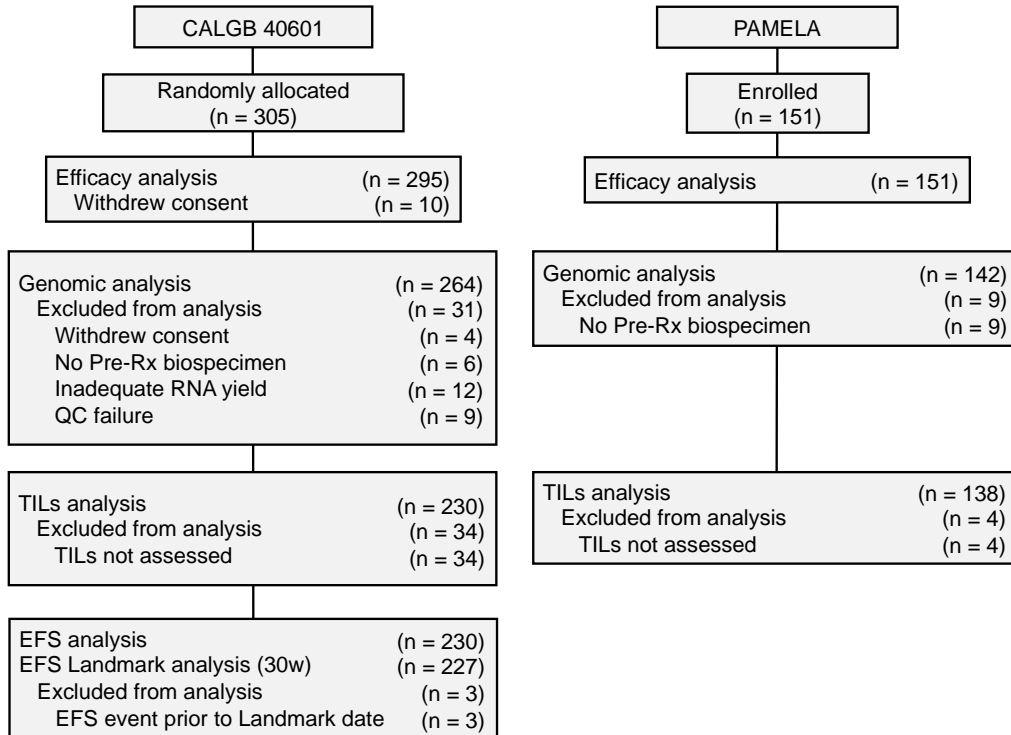 CALGB 40601
Randomly allocated
(n = 305)
Efficacy analysis (n = 295)
Withdrew consent (n = 10)
Genomic analysis (n = 264)
Excluded from analysis (n = 31)
Withdrew consent (n = 4)
No Pre-Rx biospecimen (n = 6)
Inadequate RNA yield (n = 12)
QC failure (n = 9)
TILs analysis (n = 230)
Excluded from analysis (n = 34)
TILs not assessed (n = 34)
EFS analysis (n = 230)
EFS Landmark analysis (30w) (n = 227)
Excluded from analysis (n = 3)
EFS event prior to Landmark date (n = 3)
PAMELA
Enrolled
(n = 151)
Efficacy analysis (n = 151)
Genomic analysis (n = 142)
Excluded from analysis (n = 9)
No Pre-Rx biospecimen (n = 9)
TILs analysis (n = 138)
Excluded from analysis (n = 4)
TILs not assessed (n = 4)